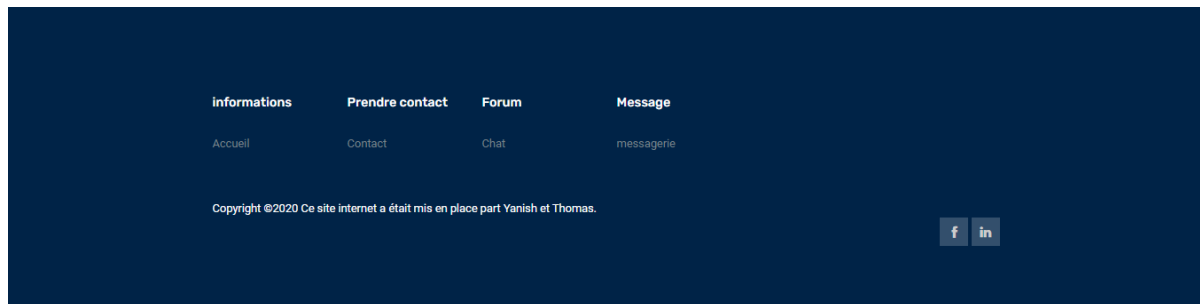 informations Prendre contact Forum Message
Accueil Contact Chat messagerie
Copyright ©2020 Ce site internet a était mis en place part Yanish et Thomas.
f in